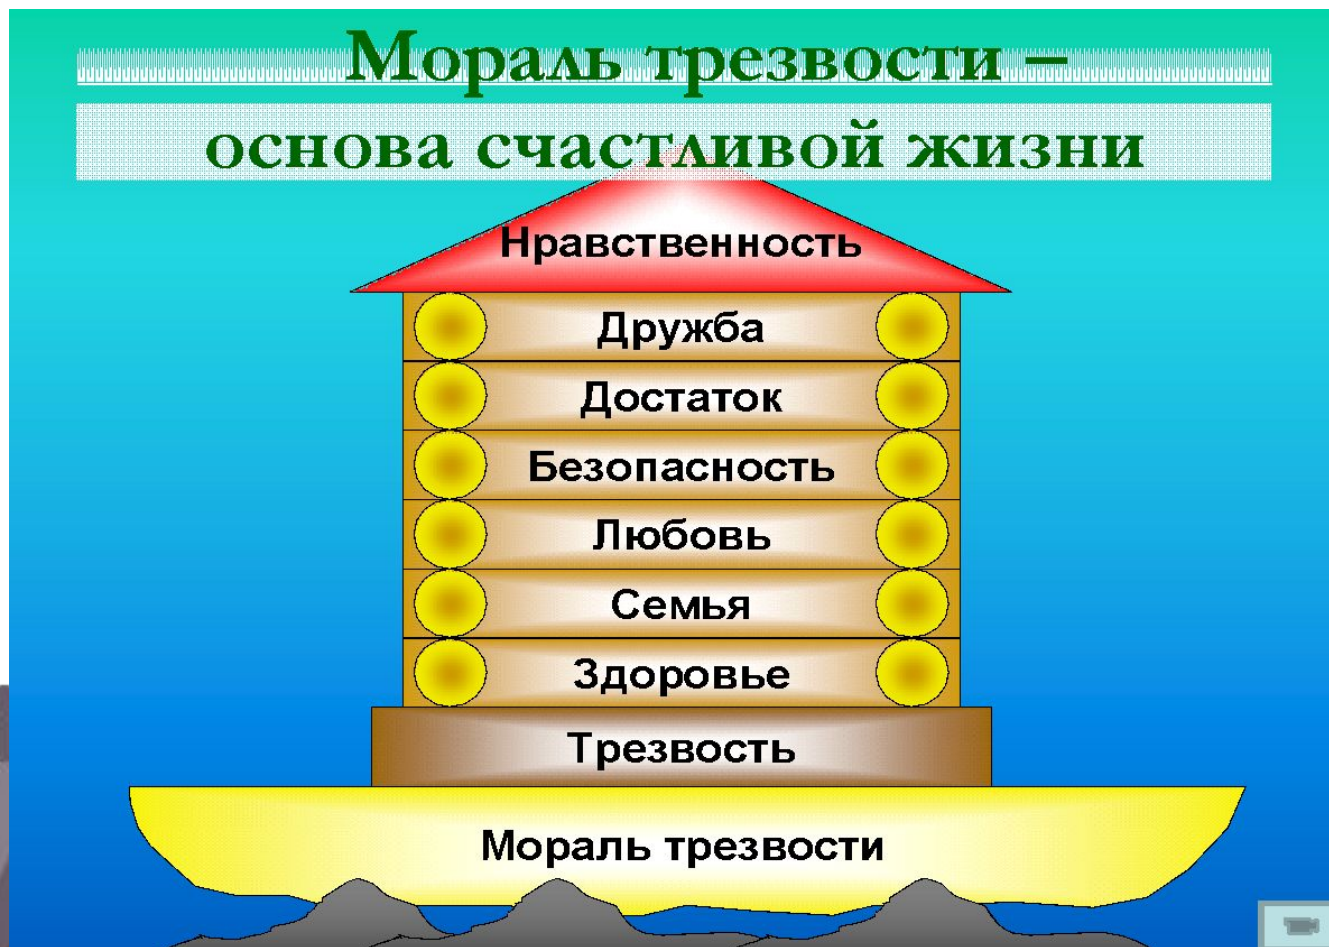 Мораль трезвости –
основа счастливой жизни
Нравственность
Дружба
Достаток
Безопасность
Любовь
Семья
Здоровье
Трезвость
Мораль трезвости